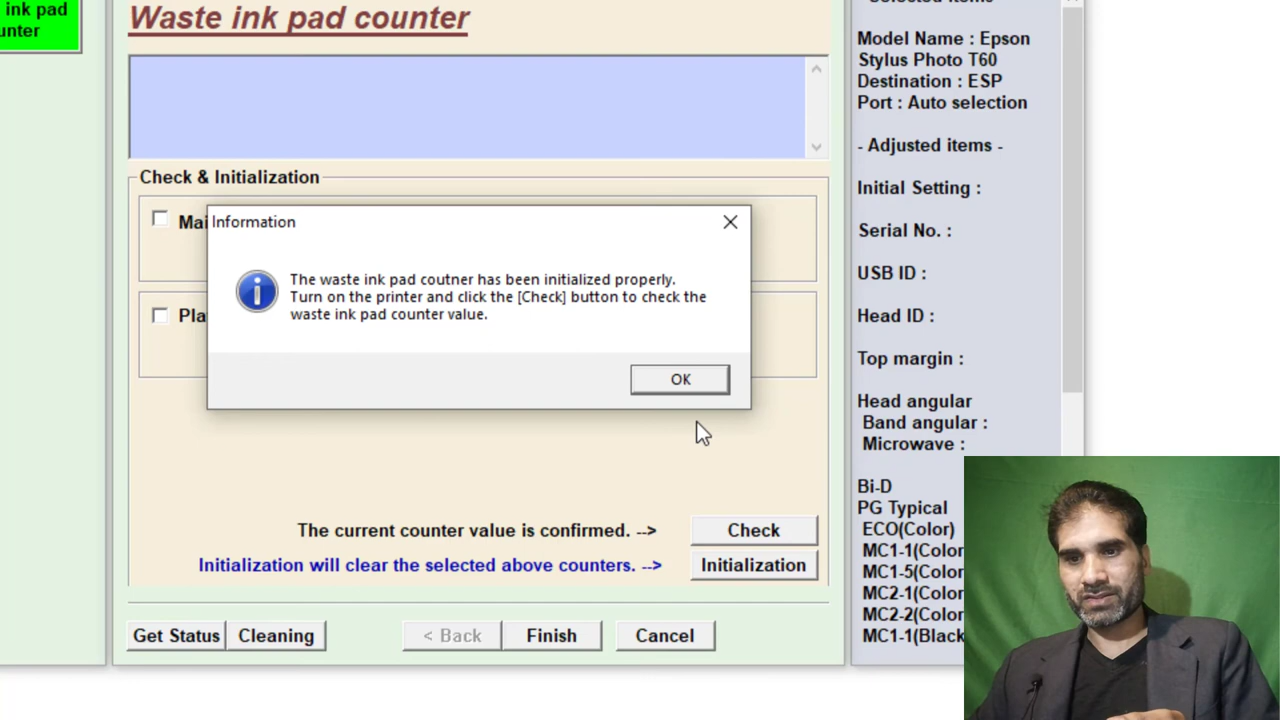 ink pad
unter
Waste ink pad counter
Check & Initialization
Mai
Pla
Information
The waste ink pad coutner has been initialized properly.
Turn on the printer and click the [Check] button to check the
waste ink pad counter value.
OK
The current counter value is confirmed. -->
Check
Initialization will clear the selected above counters. -->
Initialization
Get Status
Cleaning
< Back
Finish
Cancel
Model Name : Epson
Stylus Photo T60
Destination : ESP
Port : Auto selection
- Adjusted items -
Initial Setting :
Serial No. :
USB ID :
Head ID :
Top margin :
Head angular
Band angular :
Microwave :
Bi-D
PG Typical
ECO(Color)
MC1-1(Color
MC1-5(Color
MC2-1(Color
MC2-2(Color
MC1-1(Black